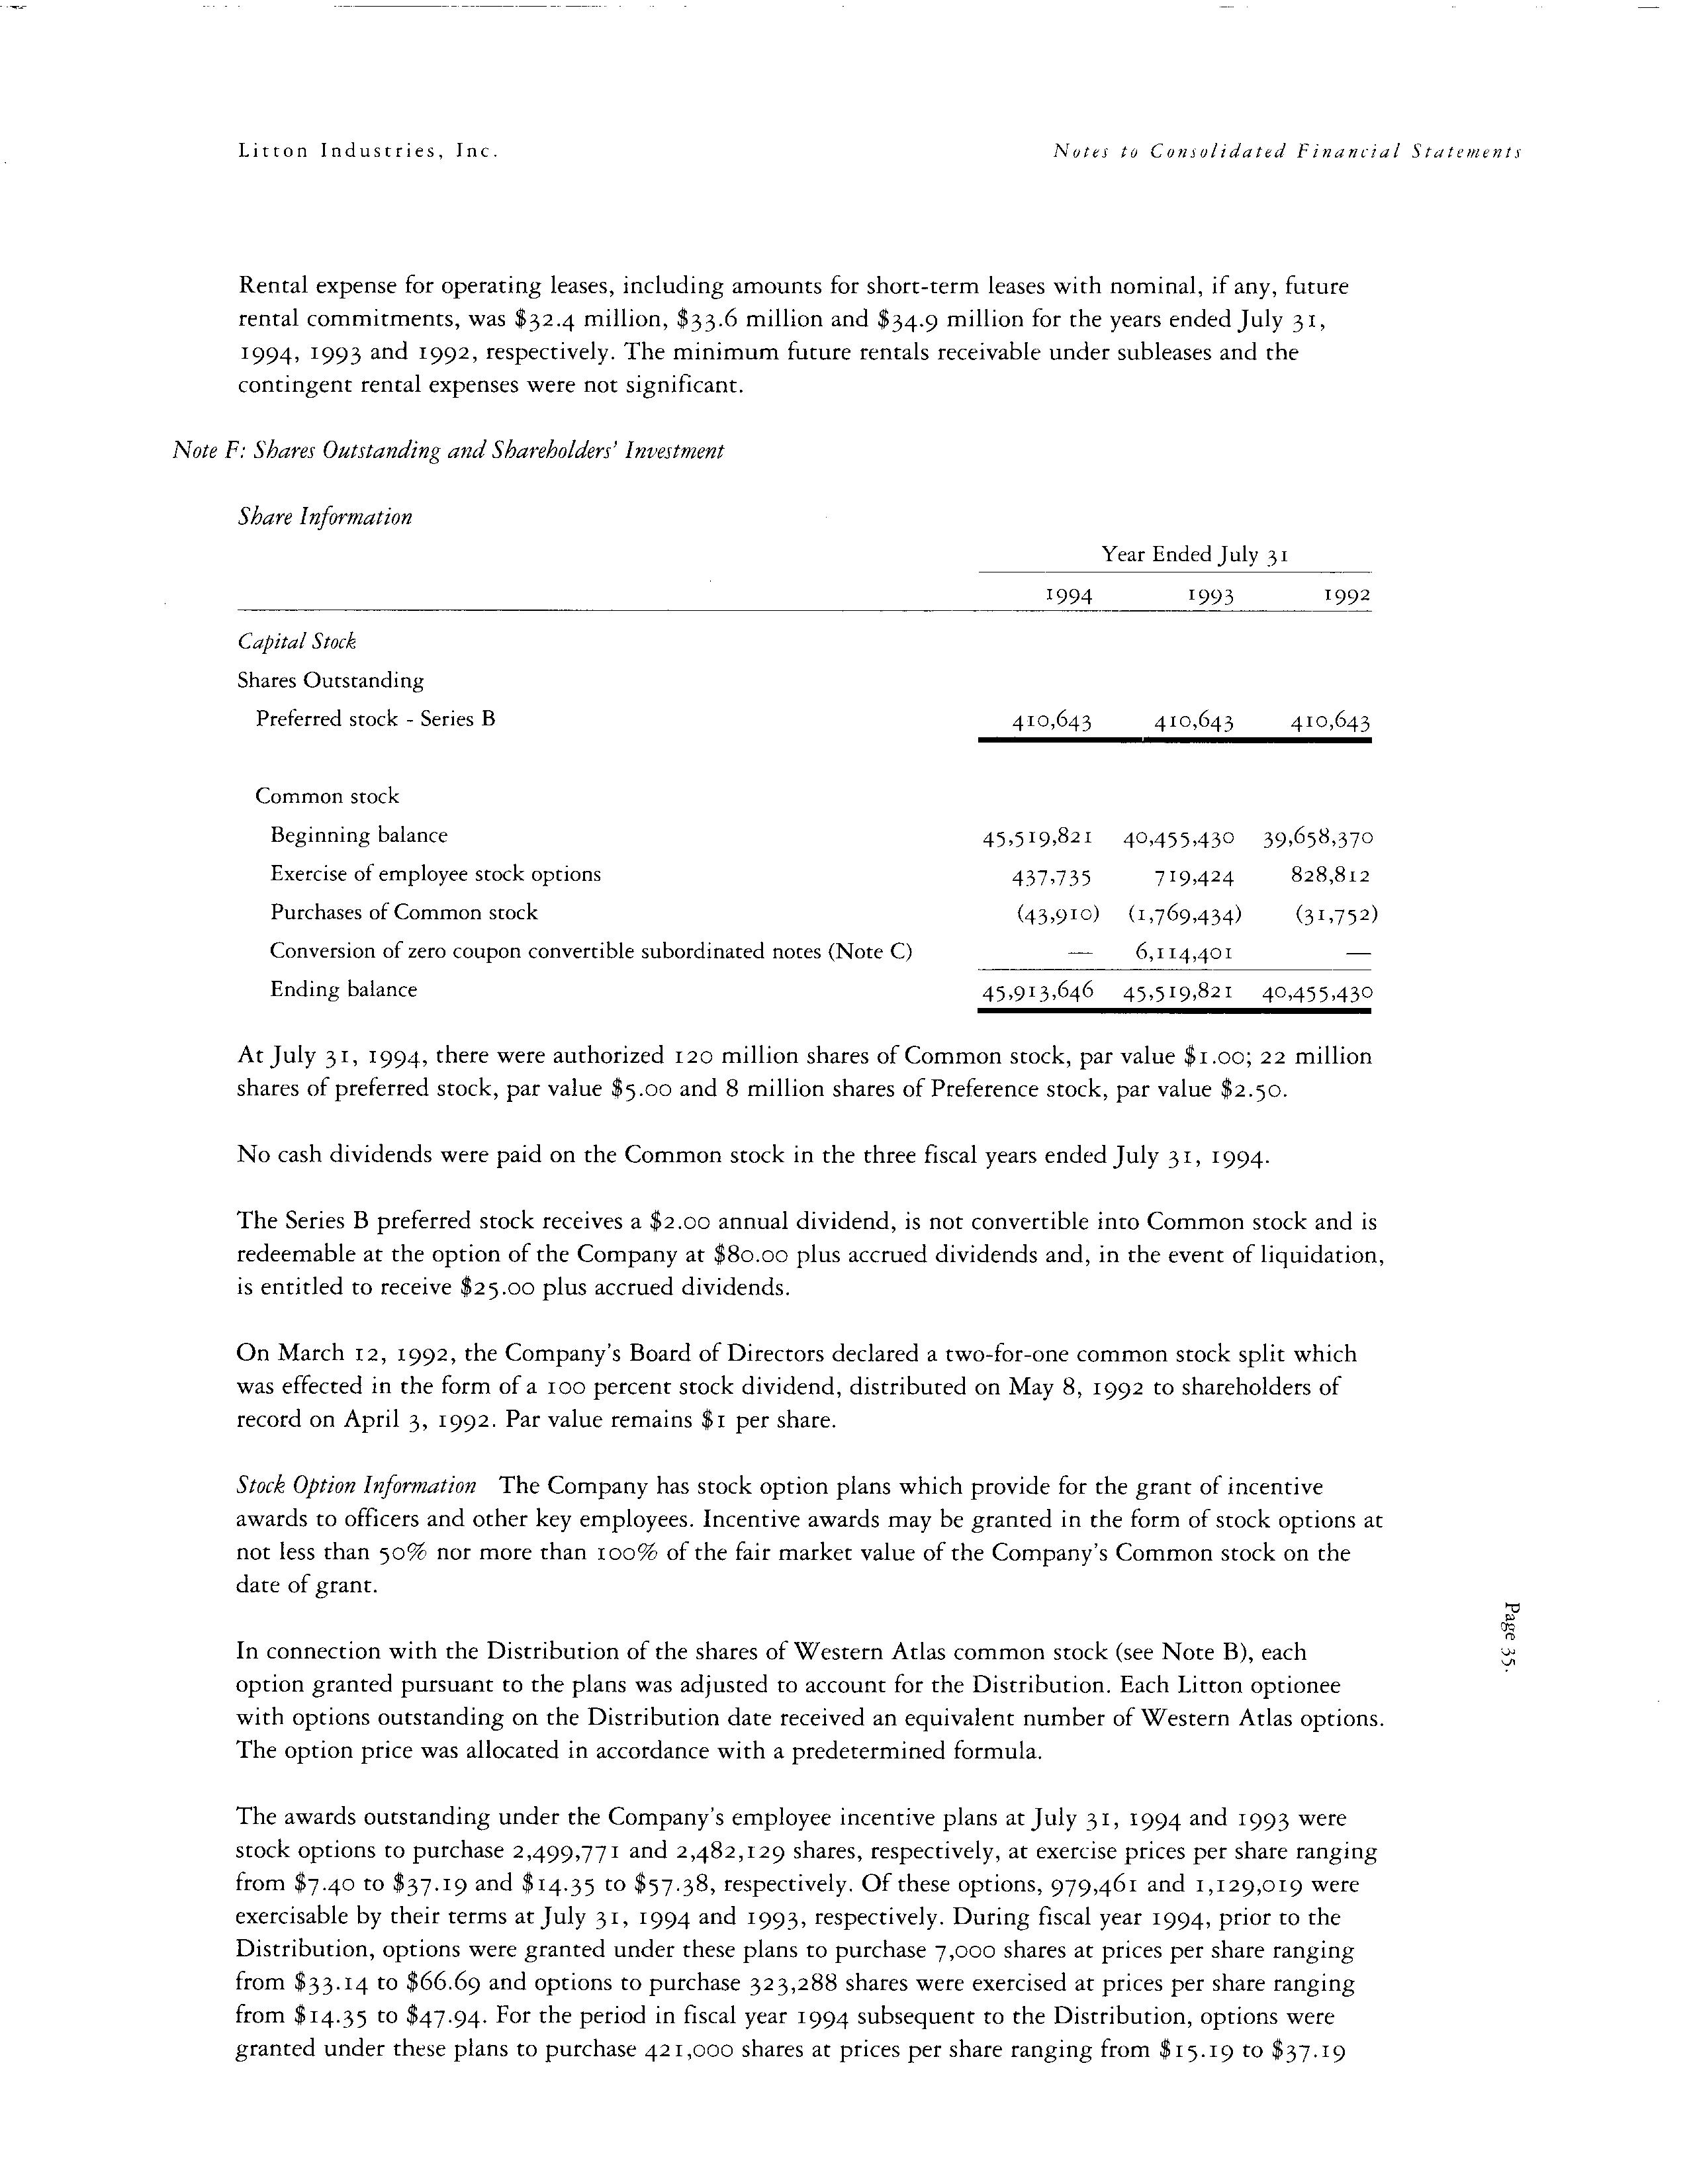 Litton Industries, Inc. Notes to Consolidated Financial Statements
Rental expense for operating leases, including amounts for short-term leases with nominal, if any, future
rental commitments, was $32.4 million, $33.6 million and $34.9 million for the years ended July 31,
1994, 1993 and 1992, respectively. The minimum future rentals receivable under subleases and the
contingent rental expenses were not significant.
Note F: Shares Outstanding and Shareholders' Investment
Share Information
Year Ended July 31
1994 1993 1992
Capital Stock
Shares Outstanding
Preferred stock - Series B 410,643 410,643 410,643
Common stock
Beginning balance 45,519,821 40,455,430 39,658,370
Exercise of employee stock options 437,735 719,424 828,812
Purchases of Common stock (43,910) (1,769,434) (31,752)
Conversion of zero coupon convertible subordinated notes (Note C) — 6,114,401 —
Ending balance 45,913,646 45,519,821 40,455,430
At July 31, 1994, there were authorized 120 million shares of Common stock, par value $1.00; 22 million
shares of preferred stock, par value $5.00 and 8 million shares of Preference stock, par value $2.50.
No cash dividends were paid on the Common stock in the three fiscal years ended July 31, 1994.
The Series B preferred stock receives a $2.00 annual dividend, is not convertible into Common stock and is
redeemable at the option of the Company at $80.00 plus accrued dividends and, in the event of liquidation,
is entitled to receive $25.00 plus accrued dividends.
On March 12, 1992, the Company's Board of Directors declared a two-for-one common stock split which
was effected in the form of a 100 percent stock dividend, distributed on May 8, 1992 to shareholders of
record on April 3, 1992. Par value remains $1 per share.
Stock Option Information The Company has stock option plans which provide for the grant of incentive
awards to officers and other key employees. Incentive awards may be granted in the form of stock options at
not less than 50% nor more than 100% of the fair market value of the Company's Common stock on the
date of grant.
In connection with the Distribution of the shares of Western Atlas common stock (see Note B), each
option granted pursuant to the plans was adjusted to account for the Distribution. Each Litton optionee
with options outstanding on the Distribution date received an equivalent number of Western Atlas options.
The option price was allocated in accordance with a predetermined formula.
The awards outstanding under the Company's employee incentive plans at July 31, 1994 and 1993 were
stock options to purchase 2,499,771 and 2,482,129 shares, respectively, at exercise prices per share ranging
from $7.40 to $37.19 and $14.35 to $57.38, respectively. Of these options, 979,461 and 1,129,019 were
exercisable by their terms at July 31, 1994 and 1993, respectively. During fiscal year 1994, prior to the
Distribution, options were granted under these plans to purchase 7,000 shares at prices per share ranging
from $33.14 to $66.69 and options to purchase 323,288 shares were exercised at prices per share ranging
from $14.35 to $47.94. For the period in fiscal year 1994 subsequent to the Distribution, options were
granted under these plans to purchase 421,000 shares at prices per share ranging from $15.19 to $37.19
Page 35.